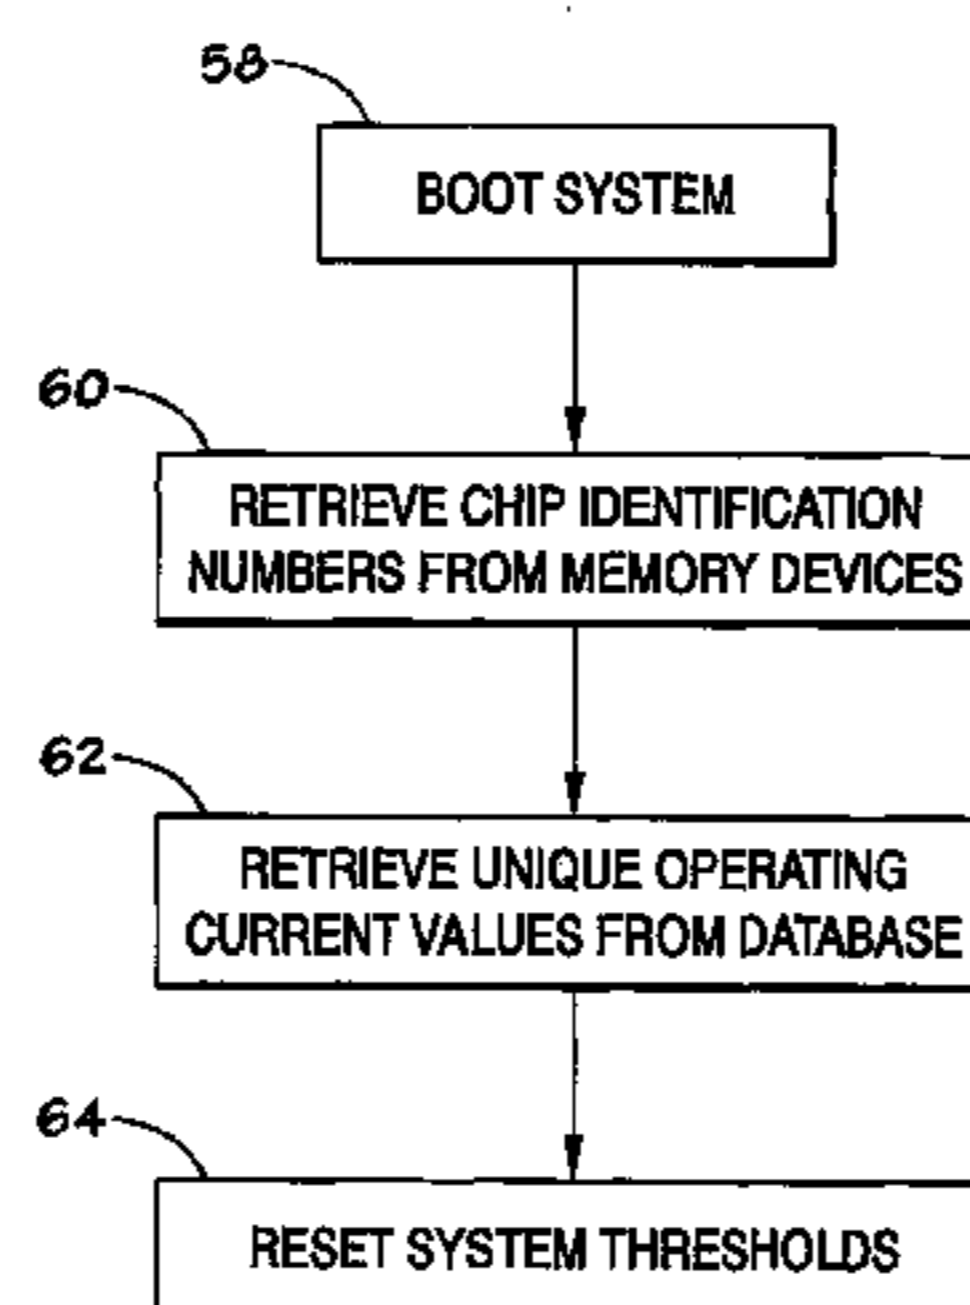 58
BOOT SYSTEM
60
RETRIEVE CHIP IDENTIFICATION
NUMBERS FROM MEMORY DEVICES
62
RETRIEVE UNIQUE OPERATING
CURRENT VALUES FROM DATABASE
64
RESET SYSTEM THRESHOLDS